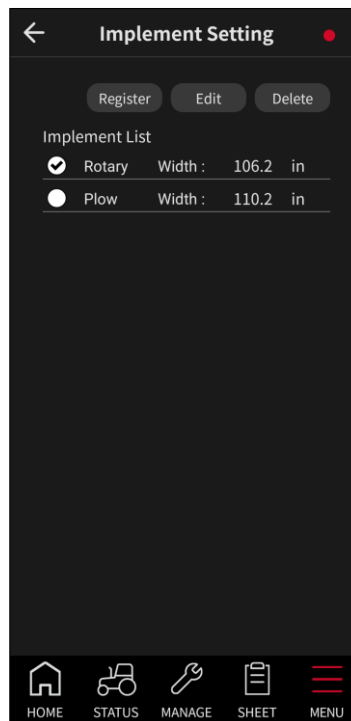 Implement Setting
Register Edit Delete
Implement List
Rotary Width : 106.2 in
Plow Width : 110.2 in
HOME STATUS MANAGE SHEET MENU